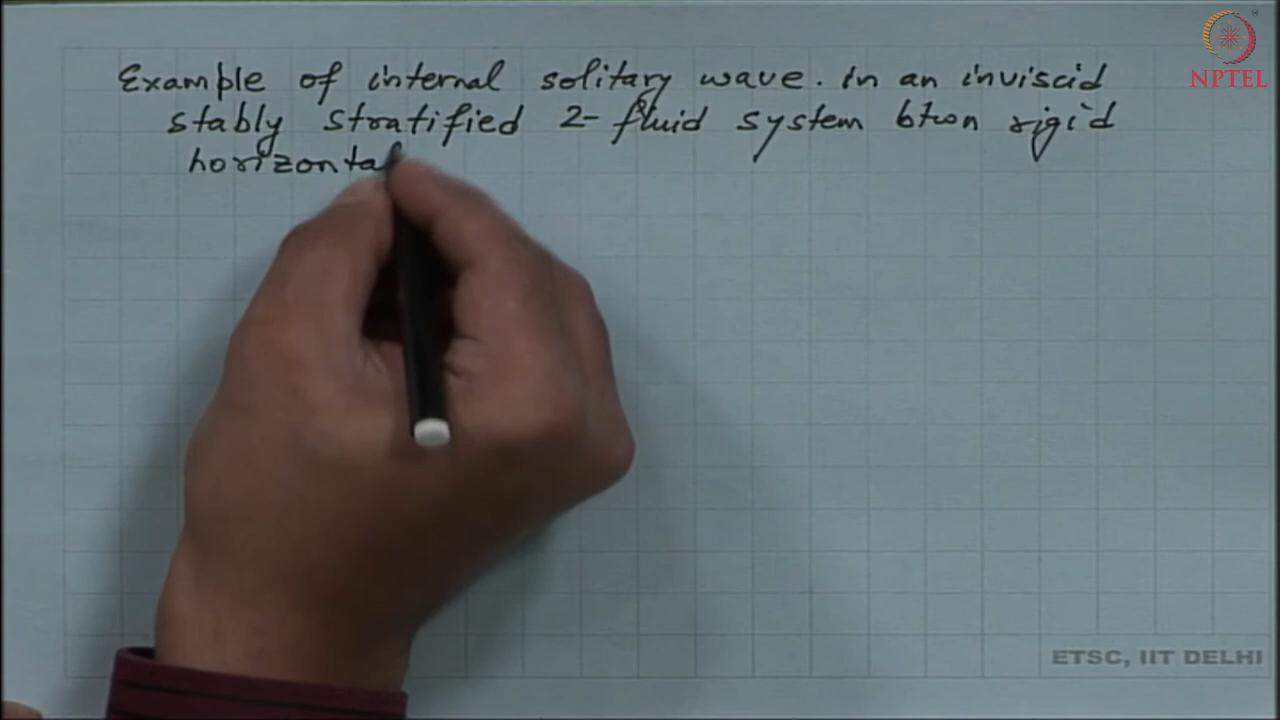 NPTEL
Example of internal solitary wave. In an inviscid
stably stratified 2-fluid system btwn rigid
horizontal
ETSC, IIT DELHI